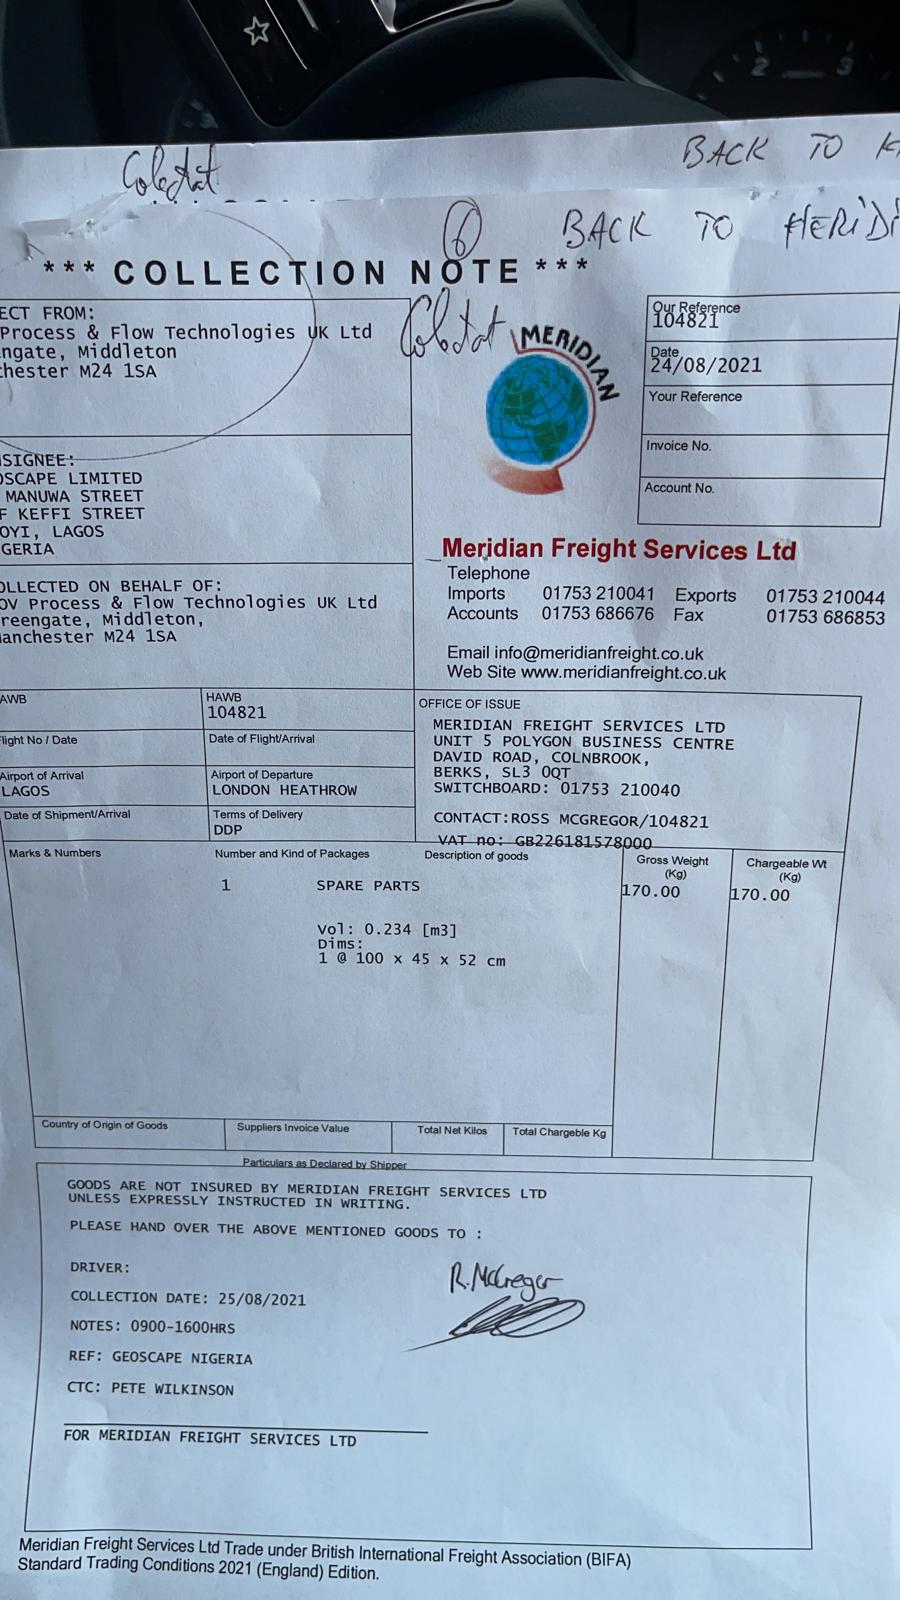 BACK TO
6
BACK TO
*** COLLECTION NOTE ***
ECT FROM:
Process & Flow Technologies UK Ltd
ngate, Middleton
hester M24 1SA
MERIDIAN
Our Reference
104821
Date
24/08/2021
Your Reference
Invoice No.
Account No.
SIGNEE:
OSCAPE LIMITED
MANUWA STREET
F KEFFI STREET
OYI, LAGOS
GERIA
Meridian Freight Services Ltd
Telephone
Imports 01753 210041 Exports 01753 210044
Accounts 01753 686676 Fax 01753 686853
Email info@meridianfreight.co.uk
Web Site www.meridianfreight.co.uk
OLLECTED ON BEHALF OF:
OV Process & Flow Technologies UK Ltd
reengate, Middleton,
anchester M24 1SA
AWB
HAWB
104821
light No / Date
Date of Flight/Arrival
Airport of Arrival
LAGOS
Airport of Departure
LONDON HEATHROW
Date of Shipment/Arrival
Terms of Delivery
DDP
OFFICE OF ISSUE
MERIDIAN FREIGHT SERVICES LTD
UNIT 5 POLYGON BUSINESS CENTRE
DAVID ROAD, COLNBROOK,
BERKS, SL3 0QT
SWITCHBOARD: 01753 210040
CONTACT:ROSS MCGREGOR/104821
VAT no: GB226181578000
Marks & Numbers
Number and Kind of Packages
Description of goods
Gross Weight
(Kg)
Chargeable Wt
(Kg)
1 SPARE PARTS
170.00
170.00
Vol: 0.234 [m3]
Dims:
1 @ 100 x 45 x 52 cm
Country of Origin of Goods
Suppliers Invoice Value
Total Net Kilos
Total Chargeable Kg
Particulars as Declared by Shipper
GOODS ARE NOT INSURED BY MERIDIAN FREIGHT SERVICES LTD
UNLESS EXPRESSLY INSTRUCTED IN WRITING.
PLEASE HAND OVER THE ABOVE MENTIONED GOODS TO :
DRIVER:
R.McGregor
COLLECTION DATE: 25/08/2021
NOTES: 0900-1600HRS
REF: GEOSCAPE NIGERIA
CTC: PETE WILKINSON
FOR MERIDIAN FREIGHT SERVICES LTD
Meridian Freight Services Ltd Trade under British International Freight Association (BIFA)
Standard Trading Conditions 2021 (England) Edition.